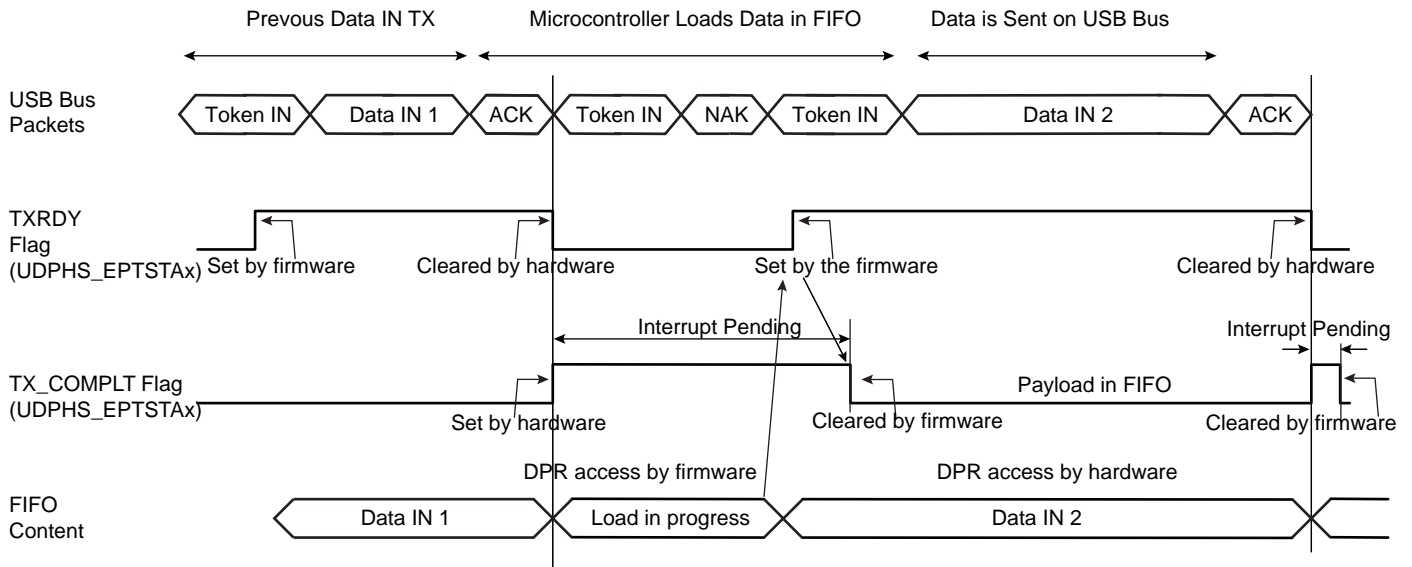 Prevous Data IN TX
Microcontroller Loads Data in FIFO
Data is Sent on USB Bus
USB Bus
Packets
Token IN
Data IN 1
ACK
Token IN
NAK
Token IN
Data IN 2
ACK
TXRDY
Flag
(UDPHS_EPTSTAx)
Set by firmware
Cleared by hardware
Set by the firmware
Cleared by hardware
Interrupt Pending
Interrupt Pending
TX_COMPLT Flag
(UDPHS_EPTSTAx)
Payload in FIFO
Set by hardware
Cleared by firmware
Cleared by firmware
DPR access by firmware
DPR access by hardware
FIFO
Content
Data IN 1
Load in progress
Data IN 2